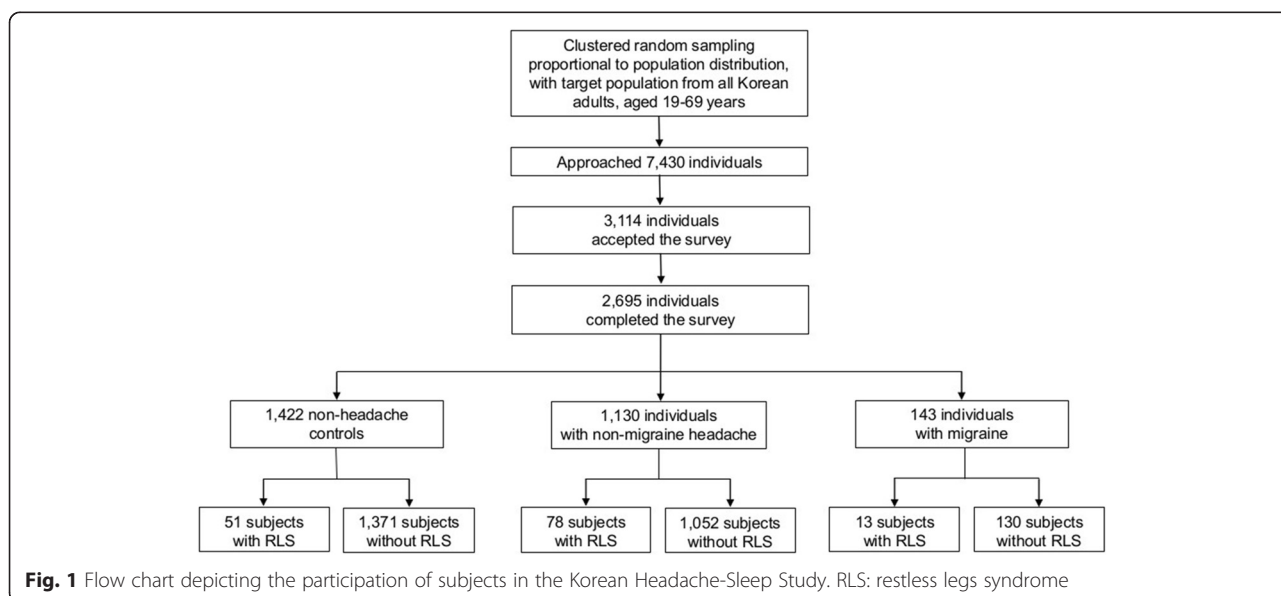 Clustered random sampling
proportional to population distribution,
with target population from all Korean
adults, aged 19-69 years
Approached 7,430 individuals
3,114 individuals
accepted the survey
2,695 individuals
completed the survey
1,422 non-headache
controls
1,130 individuals
with non-migraine headache
143 individuals
with migraine
51 subjects
with RLS
1,371 subjects
without RLS
78 subjects
with RLS
1,052 subjects
without RLS
13 subjects
with RLS
130 subjects
without RLS
Fig. 1 Flow chart depicting the participation of subjects in the Korean Headache-Sleep Study. RLS: restless legs syndrome